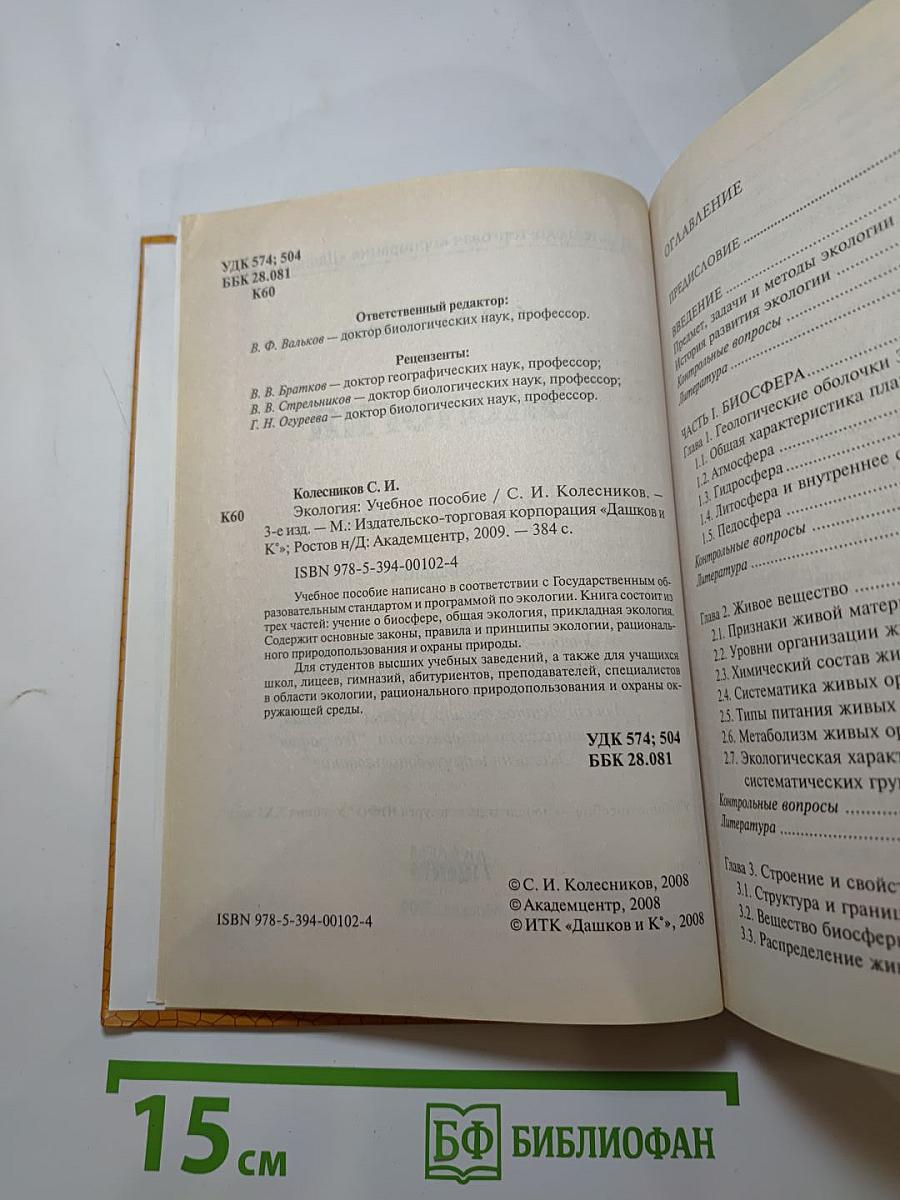 УДК 574; 504
ББК 28.081
К60
Ответственный редактор:
В. Ф. Вальков — доктор биологических наук, профессор.
Рецензенты:
В. В. Братков — доктор географических наук, профессор;
В. В. Стрельников — доктор биологических наук, профессор;
Г. Н. Огуреева — доктор биологических наук, профессор.
Колесников С. И.
К60
Экология: Учебное пособие / С. И. Колесников. —
3-е изд. — М.: Издательско-торговая корпорация «Дашков и
К°»; Ростов н/Д: Академцентр, 2009. — 384 с.
ISBN 978-5-394-00102-4
Учебное пособие написано в соответствии с Государственным об-
разовательным стандартом и программой по экологии. Книга состоит из
трех частей: учение о биосфере, общая экология, прикладная экология.
Содержит основные законы, правила и принципы экологии, рациональ-
ного природопользования и охраны природы.
Для студентов высших учебных заведений, а также для учащихся
школ, лицеев, гимназий, абитуриентов, преподавателей, специалистов
в области экологии, рационального природопользования и охраны ок-
ружающей среды.
УДК 574; 504
ББК 28.081
© С. И. Колесников, 2008
© Академцентр, 2008
© ИТК «Дашков и К°», 2008
ISBN 978-5-394-00102-4
ОГЛАВЛЕНИЕ
ПРЕДИСЛОВИЕ
ВВЕДЕНИЕ
Предмет, задачи и методы экологии
История развития экологии
Контрольные вопросы
Литература
ЧАСТЬ I. БИОСФЕРА
Глава 1. Геологические оболочки
1.1. Общая характеристика
1.2. Атмосфера
1.3. Гидросфера
1.4. Литосфера и внутреннее
1.5. Педосфера
Контрольные вопросы
Литература
Глава 2. Живое вещество
2.1. Признаки живой
2.2. Уровни организации
2.3. Химический состав
2.4. Систематика живых
2.5. Типы питания живых
2.6. Метаболизм живых
2.7. Экологическая
систематических
Контрольные вопросы
Литература
Глава 3. Строение и
3.1. Структура и
3.2. Вещество
3.3. Распределение
15 см
БФ БИБЛИОФАН